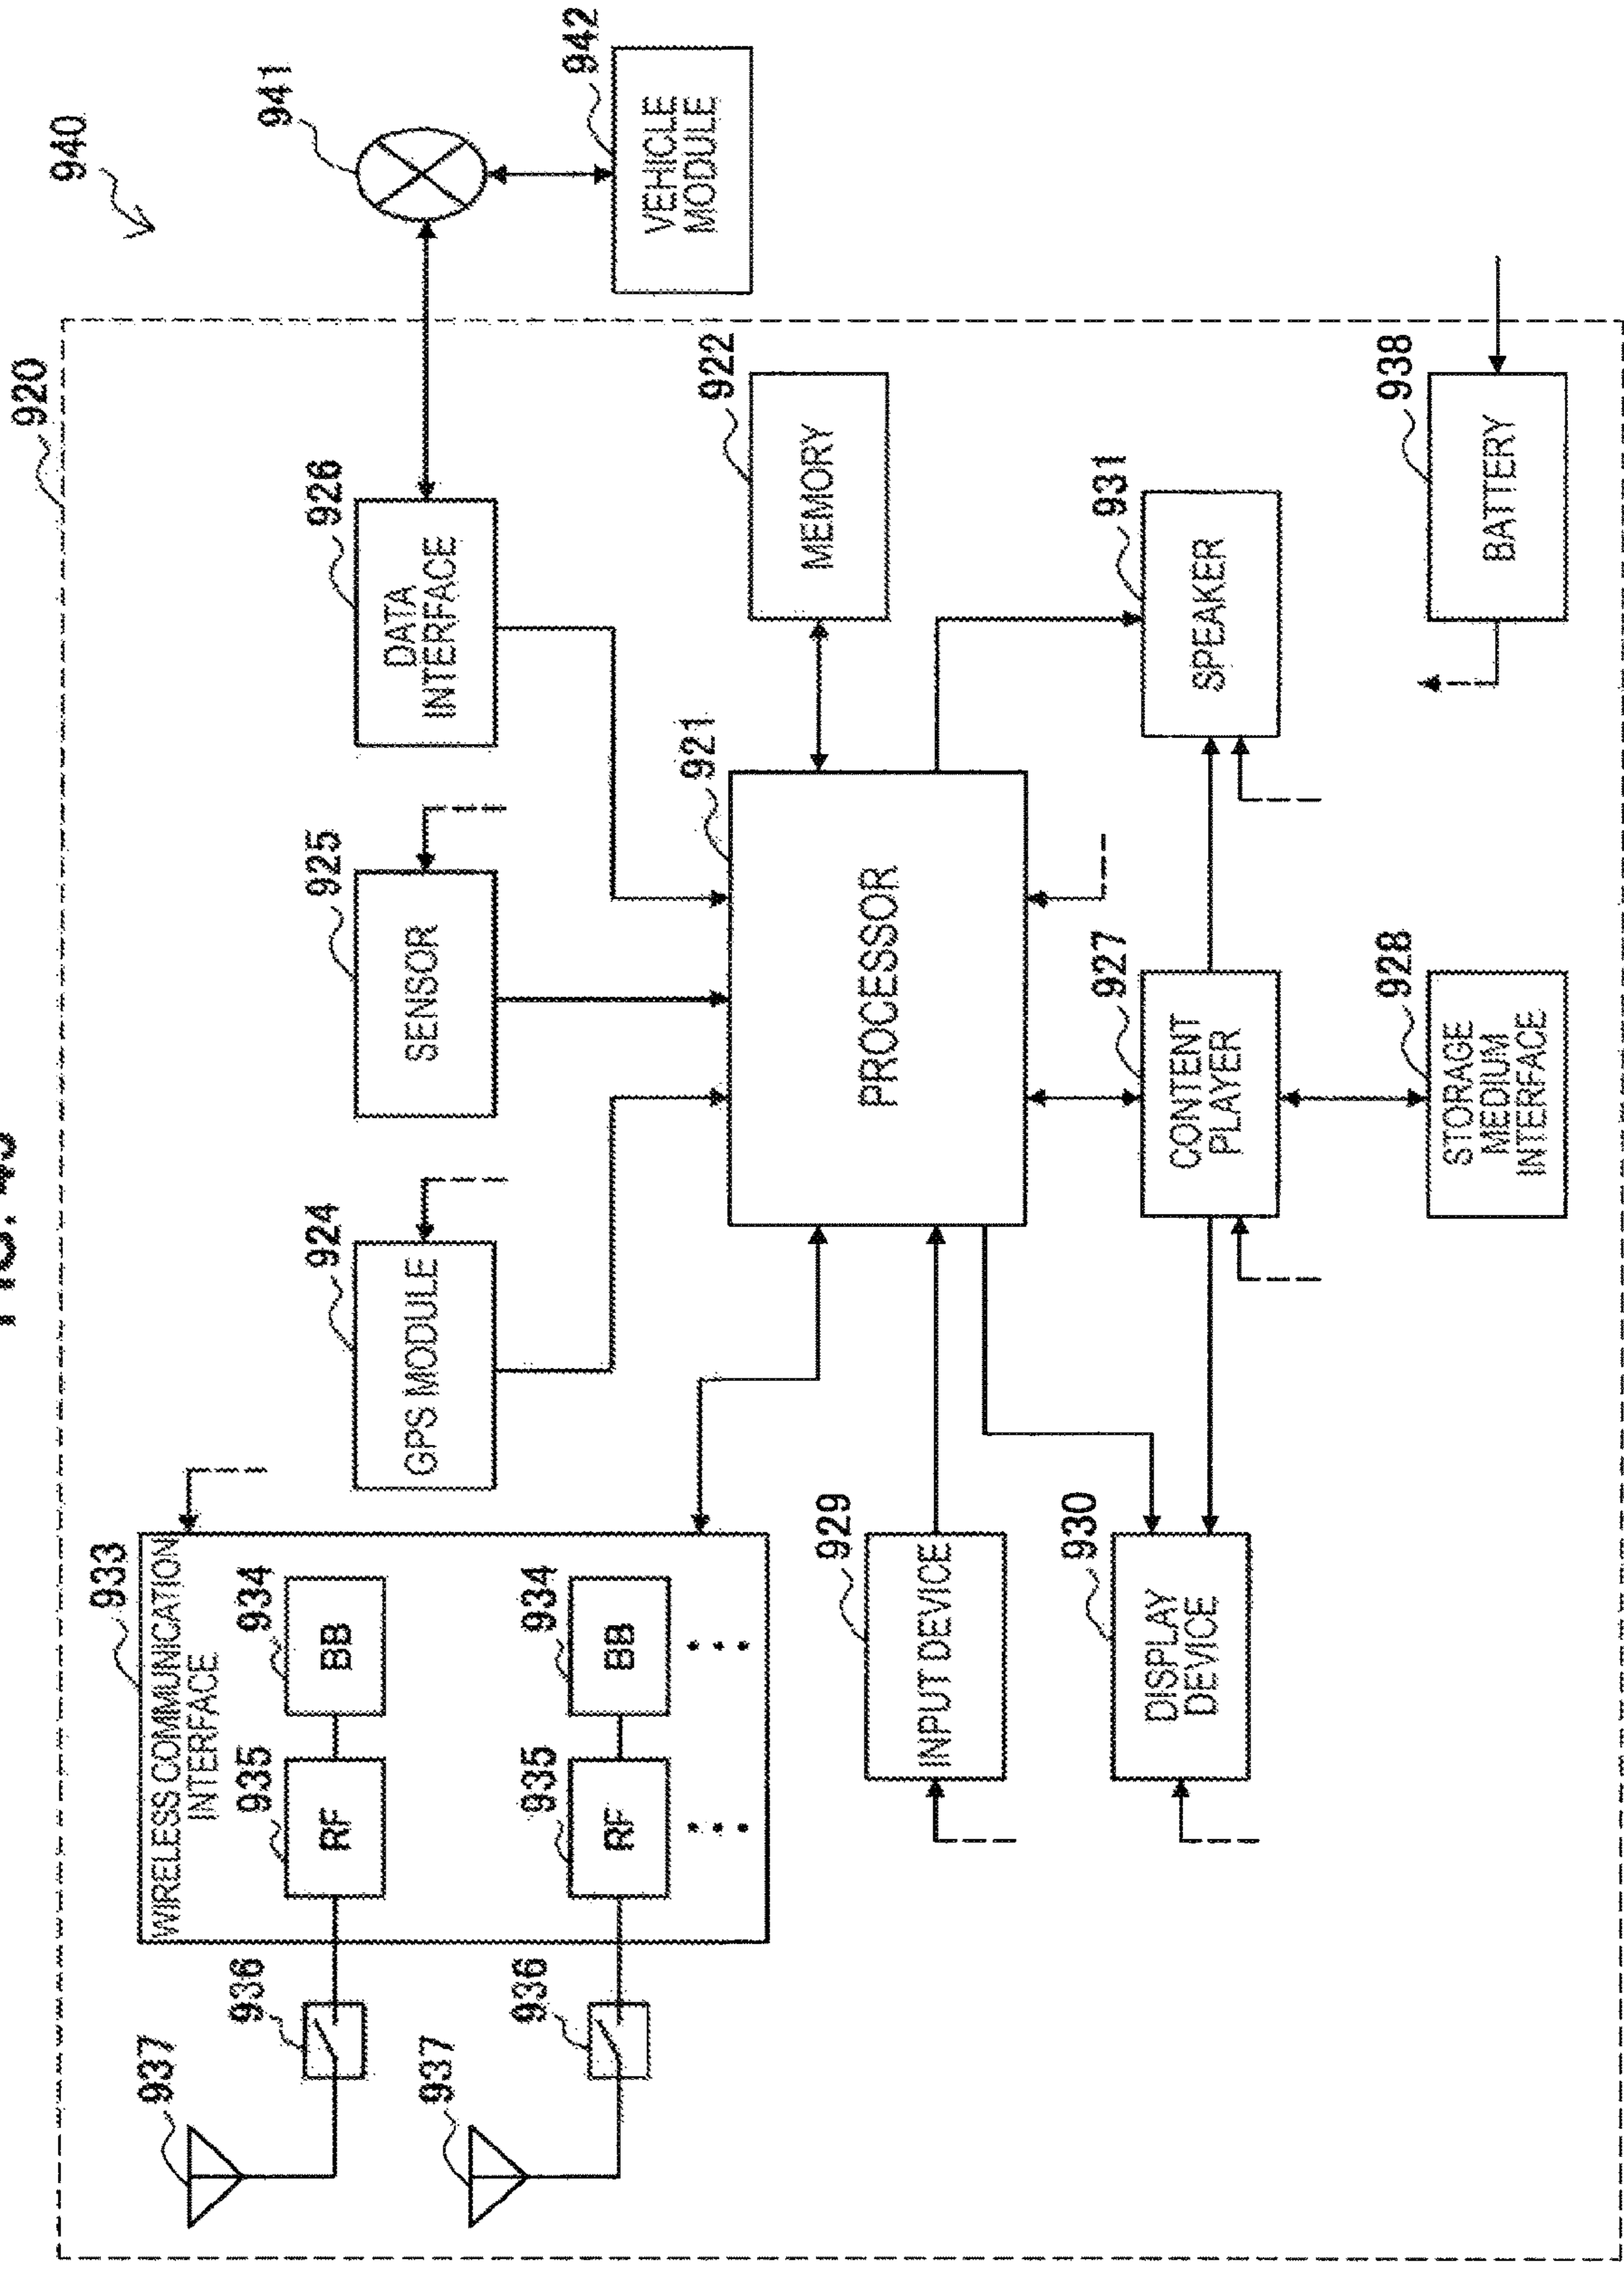 940
920
941
942
VEHICLE
MODULE
933
WIRELESS COMMUNICATION
INTERFACE
937
936
935
RF
934
BB
937
936
935
RF
934
BB
924
GPS MODULE
925
SENSOR
926
DATA
INTERFACE
921
PROCESSOR
922
MEMORY
929
INPUT DEVICE
930
DISPLAY
DEVICE
927
CONTENT
PLAYER
931
SPEAKER
928
STORAGE
MEDIUM
INTERFACE
938
BATTERY